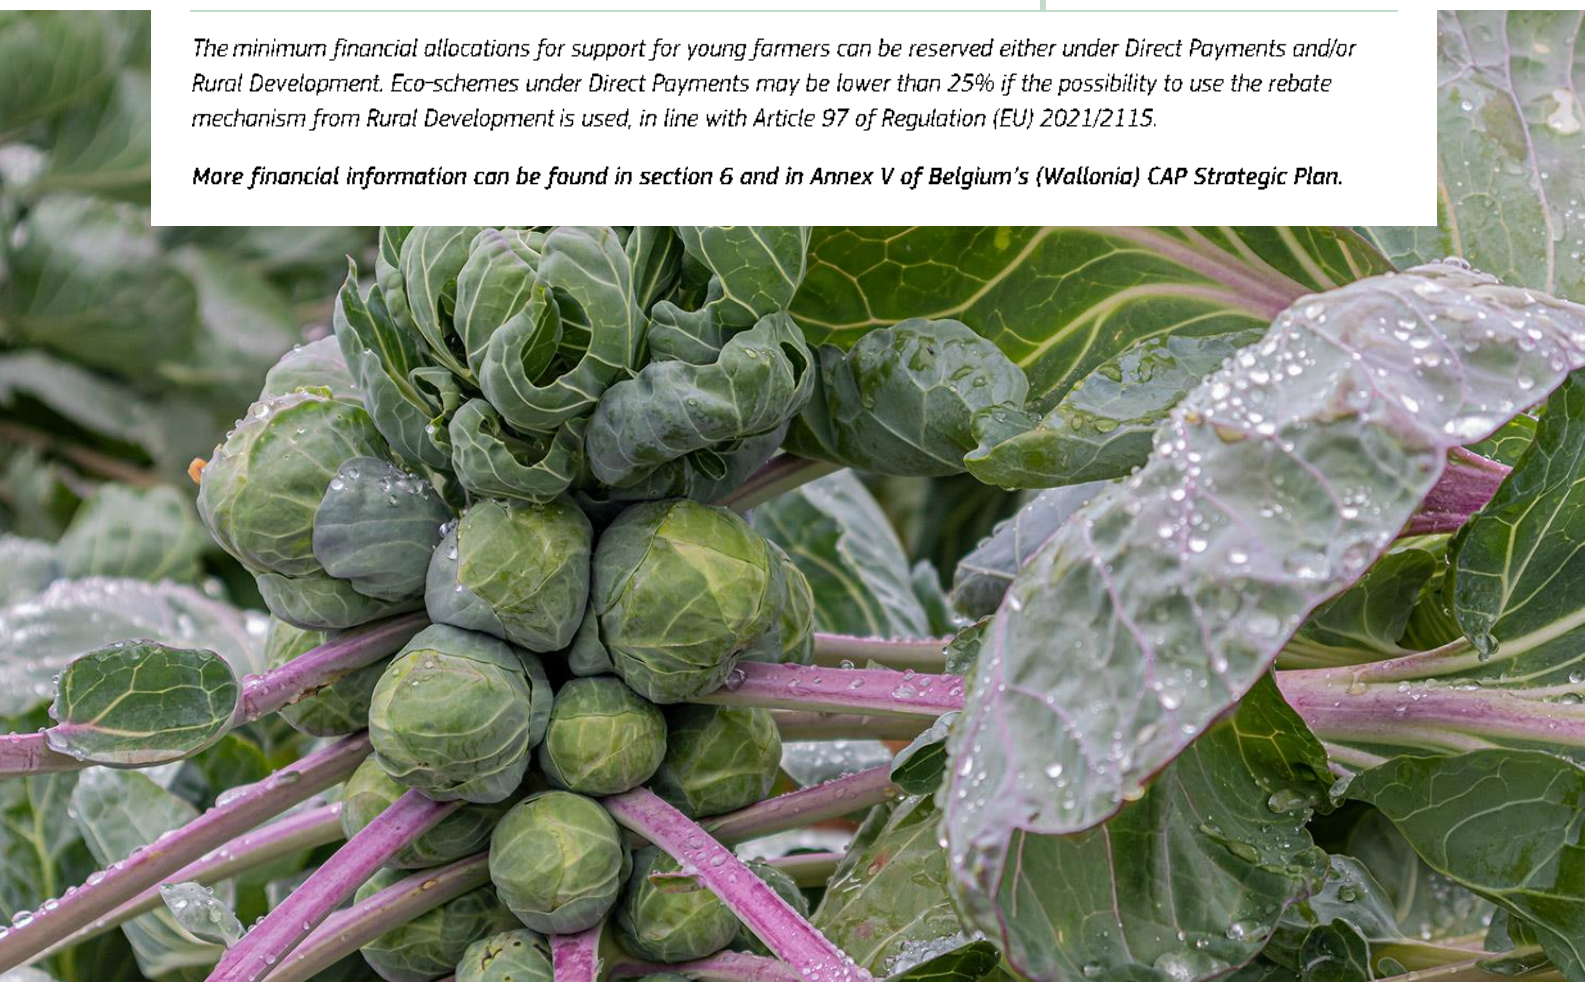 The minimum financial allocations for support for young farmers can be reserved either under Direct Payments and/or
Rural Development. Eco-schemes under Direct Payments may be lower than 25% if the possibility to use the rebate
mechanism from Rural Development is used, in line with Article 97 of Regulation (EU) 2021/2115.
More financial information can be found in section 6 and in Annex V of Belgium's (Wallonia) CAP Strategic Plan.